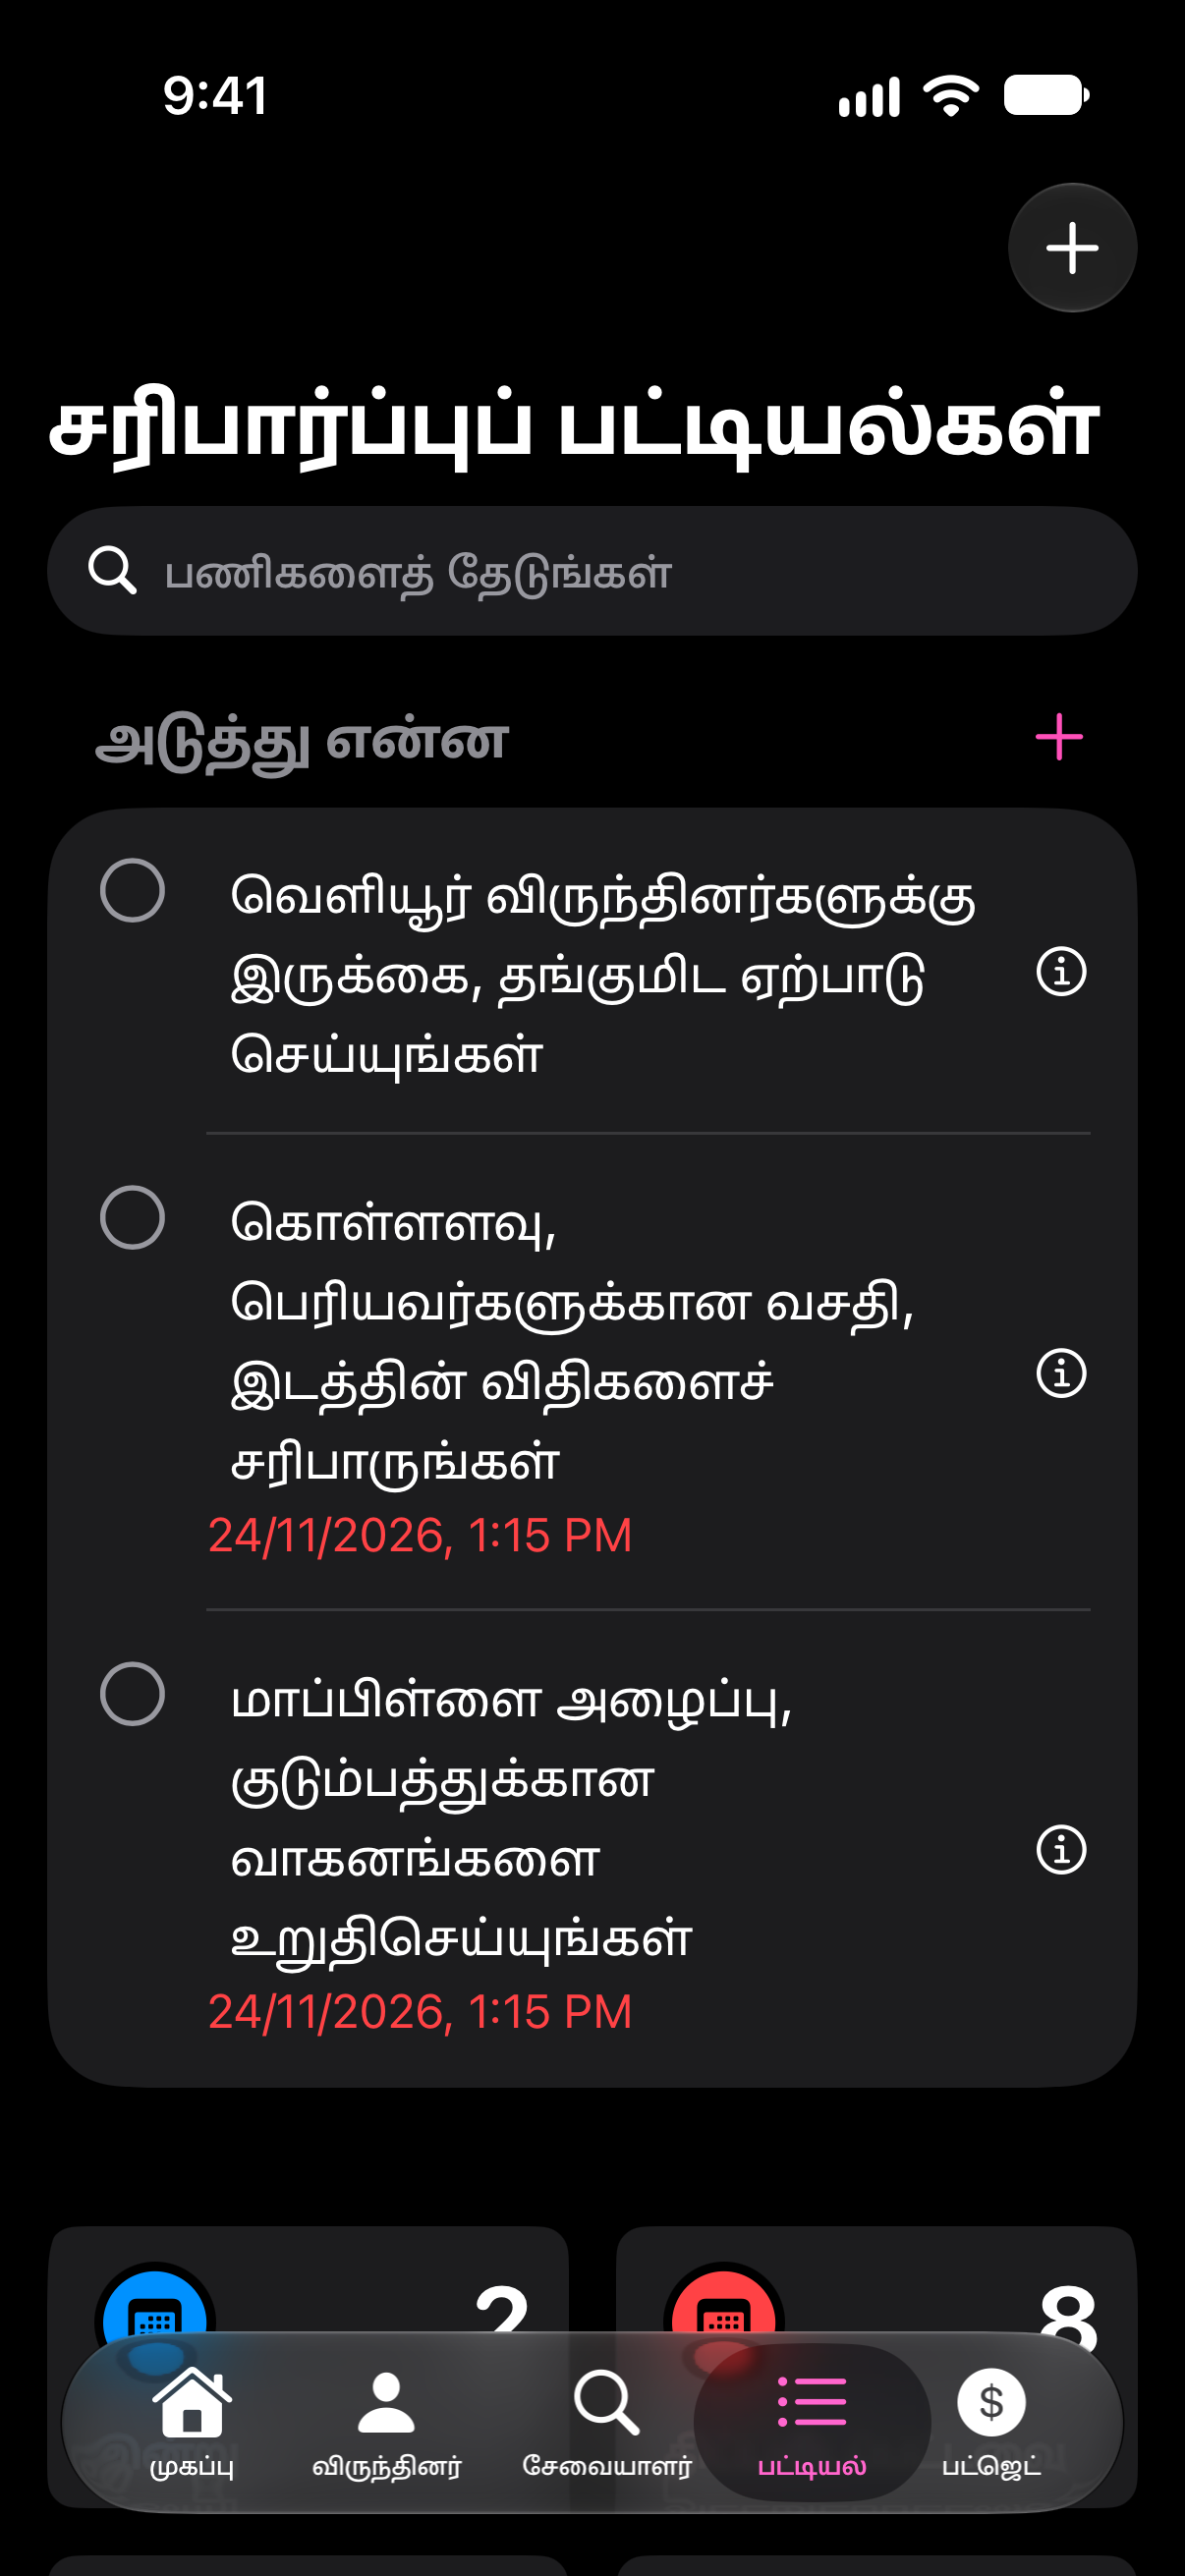 9:41
சரிபார்ப்புப் பட்டியல்கள்
பணிகளைத் தேடுங்கள்
அடுத்து என்ன
வெளியூர் விருந்தினர்களுக்கு
இருக்கை, தங்குமிட ஏற்பாடு
செய்யுங்கள்
கொள்ளளவு,
பெரியவர்களுக்கான வசதி,
இடத்தின் விதிகளைச்
சரிபாருங்கள்
24/11/2026, 1:15 PM
மாப்பிள்ளை அழைப்பு,
குடும்பத்துக்கான
வாகனங்களை
உறுதிசெய்யுங்கள்
24/11/2026, 1:15 PM
2 8
முகப்பு விருந்தினர் சேவையாளர் பட்டியல் பட்ஜெட்